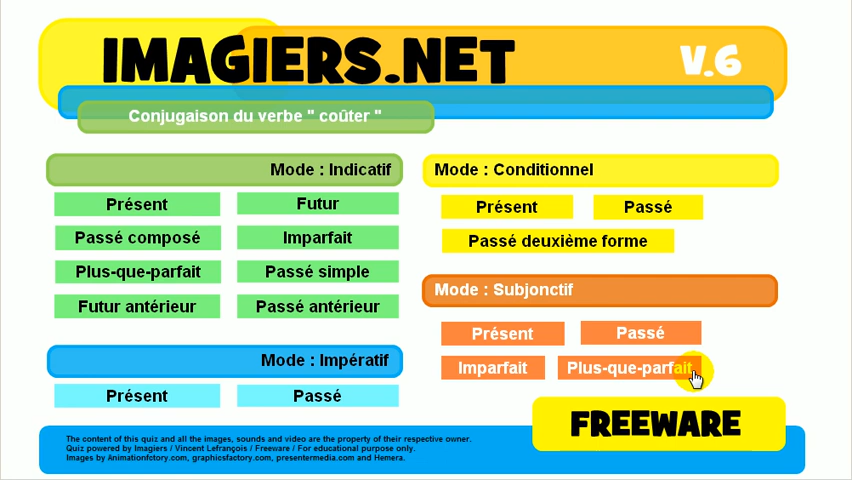 IMAGIERS.NET
V.6
Conjugaison du verbe " coûter "
Mode : Indicatif
Présent
Futur
Passé composé
Imparfait
Plus-que-parfait
Passé simple
Futur antérieur
Passé antérieur
Mode : Impératif
Présent
Passé
Mode : Conditionnel
Présent
Passé
Passé deuxième forme
Mode : Subjonctif
Présent
Passé
Imparfait
Plus-que-parfait
FREEWARE
The content of this quiz and all the images, sounds and video are the property of their respective owner.
Quiz powered by Imagiers / Vincent Lefrançois / Freeware / For educational purpose only.
Images by Animationfctory.com, graphicsfactory.com, presentermedia.com and Hemera.